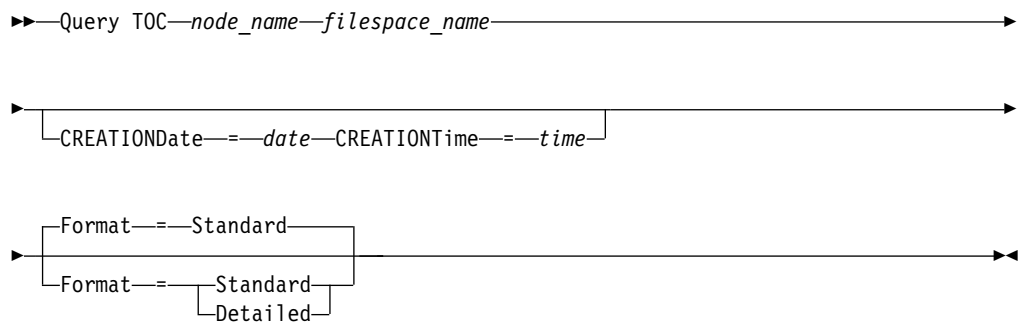 Query TOC node_name filespace_name
CREATIONDate = date CREATIONTime = time
Format = Standard
Format = Standard
Detailed